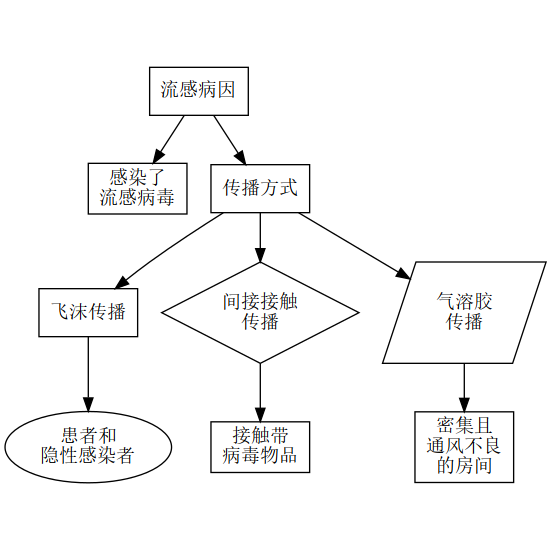 流感病因
感染了
流感病毒
传播方式
飞沫传播
间接接触
传播
气溶胶
传播
患者和
隐性感染者
接触带
病毒物品
密集且
通风不良
的房间